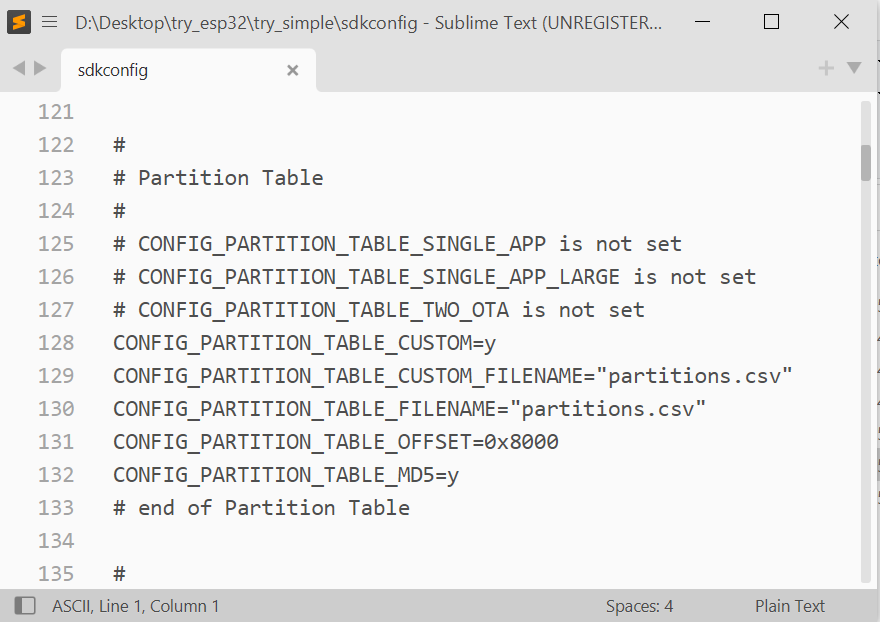 D:\Desktop\try_esp32\try_simple\sdkconfig - Sublime Text (UNREGISTER...
sdkconfig
121
122 #
123 # Partition Table
124 #
125 # CONFIG_PARTITION_TABLE_SINGLE_APP is not set
126 # CONFIG_PARTITION_TABLE_SINGLE_APP_LARGE is not set
127 # CONFIG_PARTITION_TABLE_TWO_OTA is not set
128 CONFIG_PARTITION_TABLE_CUSTOM=y
129 CONFIG_PARTITION_TABLE_CUSTOM_FILENAME="partitions.csv"
130 CONFIG_PARTITION_TABLE_FILENAME="partitions.csv"
131 CONFIG_PARTITION_TABLE_OFFSET=0x8000
132 CONFIG_PARTITION_TABLE_MD5=y
133 # end of Partition Table
134
135 #
ASCII, Line 1, Column 1 Spaces: 4 Plain Text